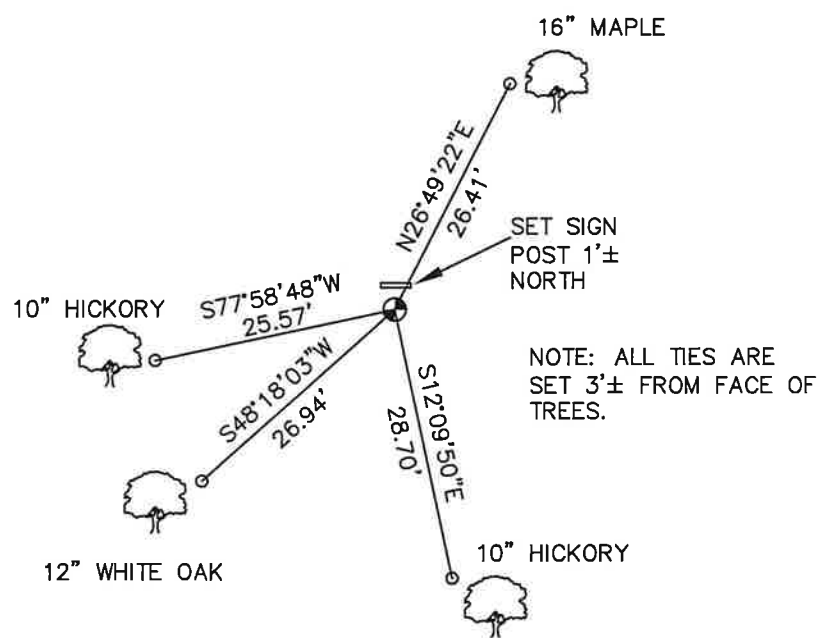 16" MAPLE
N26°49'22"E
26.41'
SET SIGN
POST 1'±
NORTH
10" HICKORY
S77°58'48"W
25.57'
S48°18'03"W
26.94'
S12°09'50"E
28.70'
NOTE: ALL TIES ARE
SET 3'± FROM FACE OF
TREES.
12" WHITE OAK
10" HICKORY